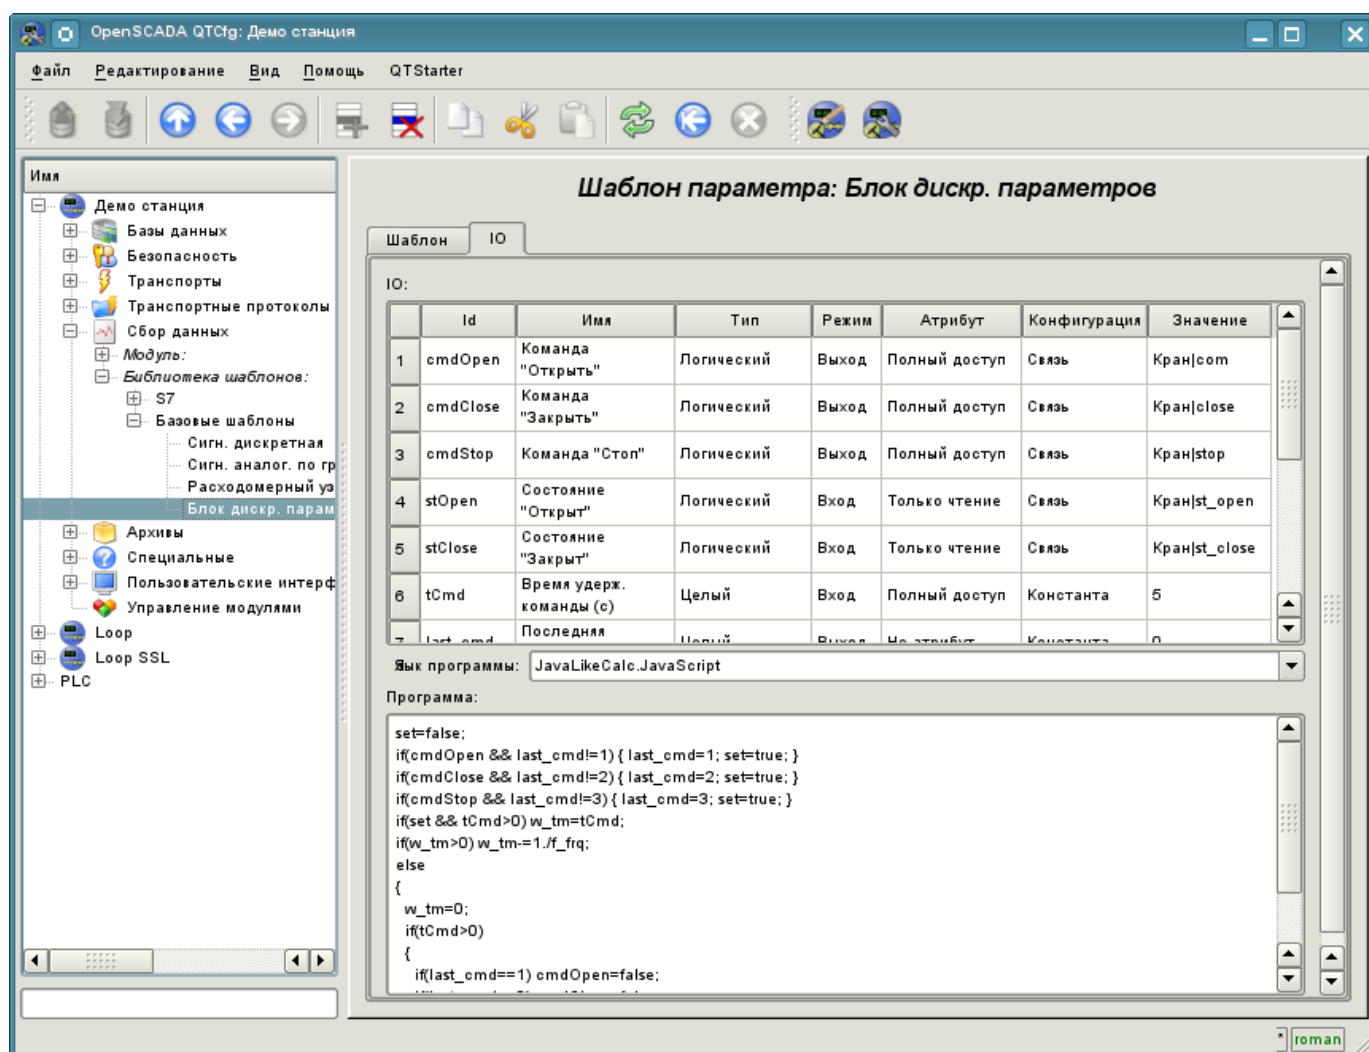 OpenSCADA QTCfg: Демо станция
Файл Редактирование Вид Помощь QTStarter
Имя
Демо станция
Базы данных
Безопасность
Транспорты
Транспортные протоколы
Сбор данных
Модуль:
Библиотека шаблонов:
S7
Базовые шаблоны
Сигн. дискретная
Сигн. аналог. по гр
Расходомерный уз
Блок дискр. парам
Архивы
Специальные
Пользовательские интерф
Управление модулями
Loop
Loop SSL
PLC
Шаблон параметра: Блок дискр. параметров
Шаблон IO
IO:
Id Имя Тип Режим Атрибут Конфигурация Значение
1 cmdOpen Команда "Открыть" Логический Выход Полный доступ Связь Кран|com
2 cmdClose Команда "Закрыть" Логический Выход Полный доступ Связь Кран|close
3 cmdStop Команда "Стоп" Логический Выход Полный доступ Связь Кран|stop
4 stOpen Состояние "Открыт" Логический Вход Только чтение Связь Кран|st_open
5 stClose Состояние "Закрыт" Логический Вход Только чтение Связь Кран|st_close
6 tCmd Время удерж. команды (с) Целый Вход Полный доступ Константа 5
7 last_cmd Последняя Целый Выход Не атрибут Константа 0
Язык программы: JavaLikeCalc.JavaScript
Программа:
set=false;
if(cmdOpen && last_cmd!=1) { last_cmd=1; set=true; }
if(cmdClose && last_cmd!=2) { last_cmd=2; set=true; }
if(cmdStop && last_cmd!=3) { last_cmd=3; set=true; }
if(set && tCmd>0) w_tm=tCmd;
if(w_tm>0) w_tm-=1./f_frq;
else
{
w_tm=0;
if(tCmd>0)
{
if(last_cmd==1) cmdOpen=false;
* roman